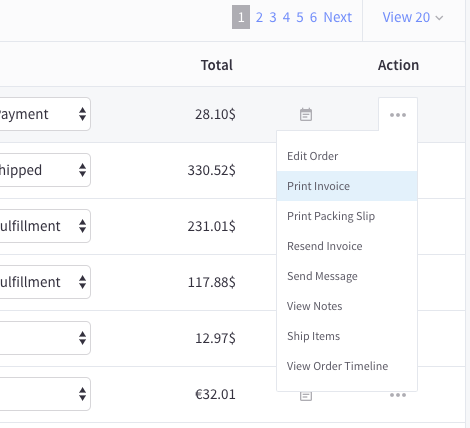 1 2 3 4 5 6 Next View 20
Total Action
Payment 28.10$
hipped 330.52$
ulfillment 231.01$
ulfillment 117.88$
12.97$
€32.01
Edit Order
Print Invoice
Print Packing Slip
Resend Invoice
Send Message
View Notes
Ship Items
View Order Timeline